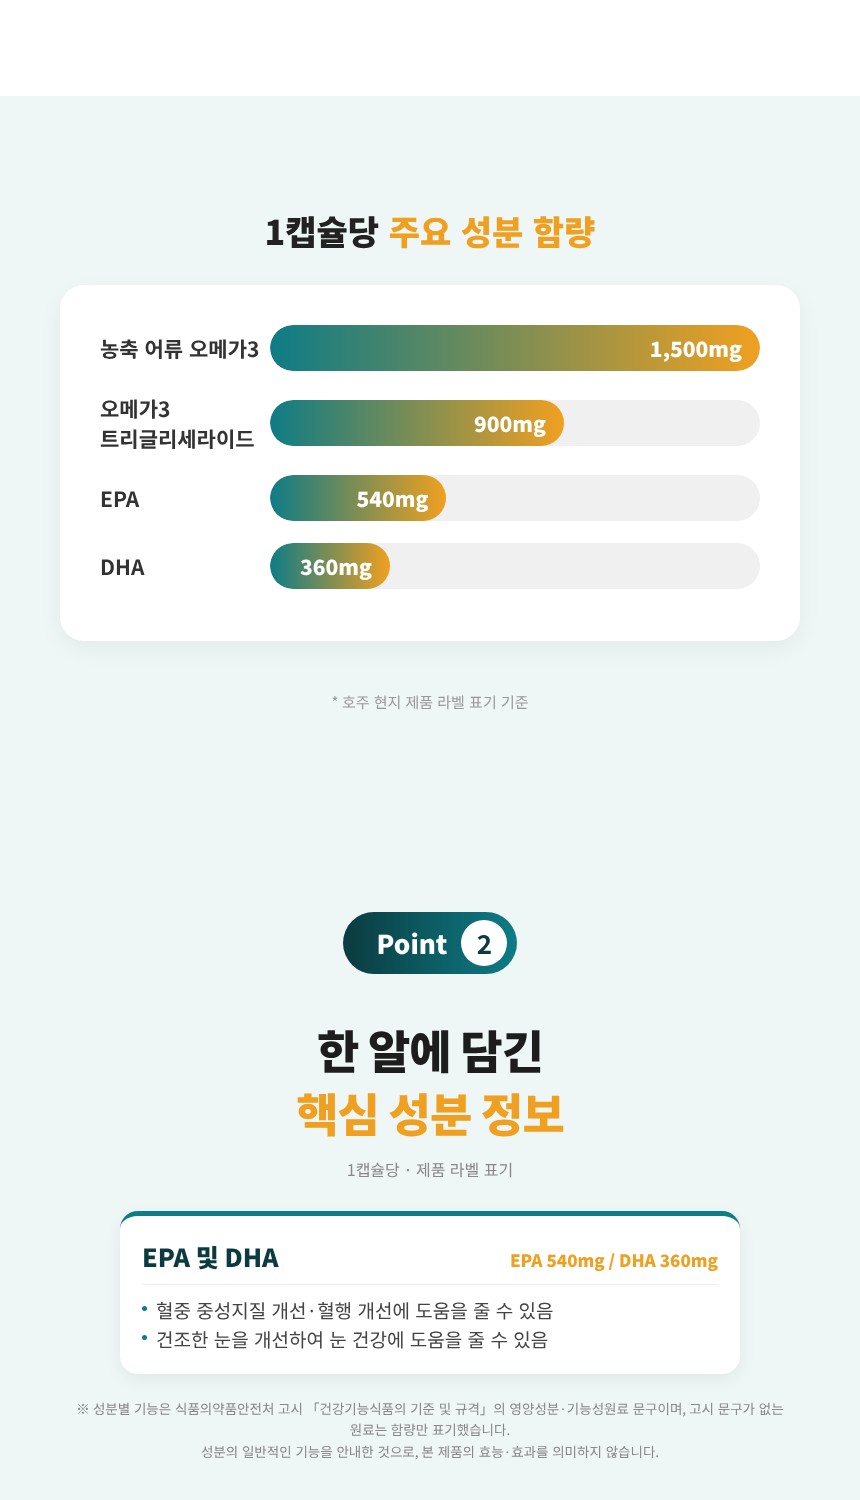 1캡슐당 주요 성분 함량
농축 어류 오메가3
1,500mg
오메가3
트리글리세라이드
900mg
EPA
540mg
DHA
360mg
* 호주 현지 제품 라벨 표기 기준
Point 2
한 알에 담긴
핵심 성분 정보
1캡슐당 · 제품 라벨 표기
EPA 및 DHA
EPA 540mg / DHA 360mg
• 혈중 중성지질 개선·혈행 개선에 도움을 줄 수 있음
• 건조한 눈을 개선하여 눈 건강에 도움을 줄 수 있음
※ 성분별 기능은 식품의약품안전처 고시 「건강기능식품의 기준 및 규격」의 영양성분·기능성원료 문구이며, 고시 문구가 없는
원료는 함량만 표기했습니다.
성분의 일반적인 기능을 안내한 것으로, 본 제품의 효능·효과를 의미하지 않습니다.